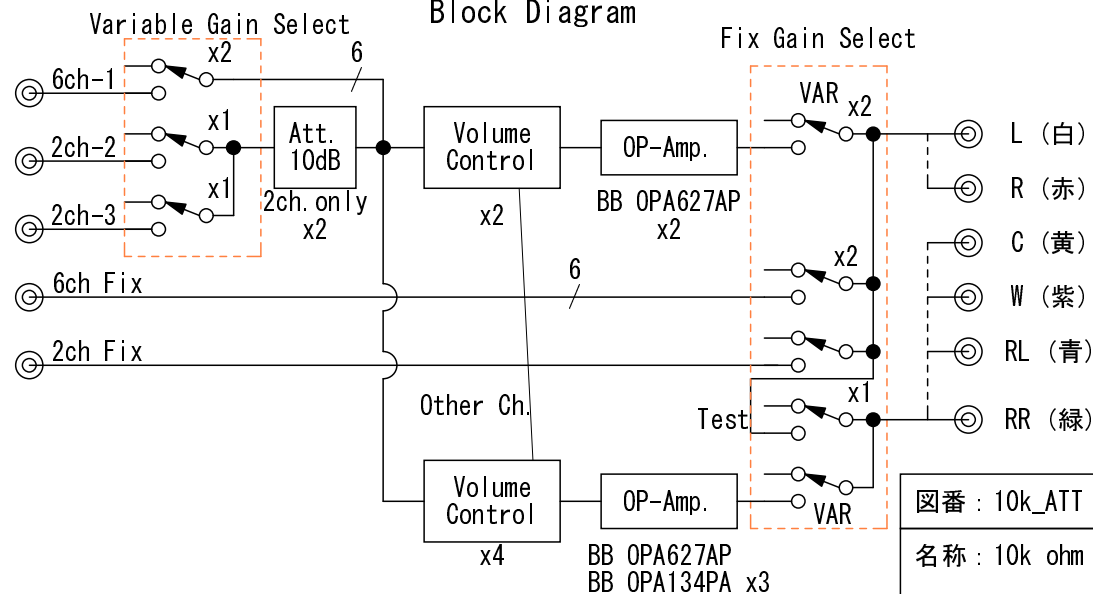 Block Diagram
Variable Gain Select
Fix Gain Select
6ch-1
x2
6
2ch-2
x1
2ch-3
x1
Att.
10dB
2ch.only
x2
Volume
Control
x2
OP-Amp.
BB OPA627AP
x2
VAR
x2
L (白)
R (赤)
C (黄)
W (紫)
RL (青)
RR (緑)
6ch Fix
6
x2
2ch Fix
x1
Other Ch.
Test
Volume
Control
x4
OP-Amp.
BB OPA627AP
BB OPA134PA x3
VAR
図番：10k_ATT
名称：10k ohm